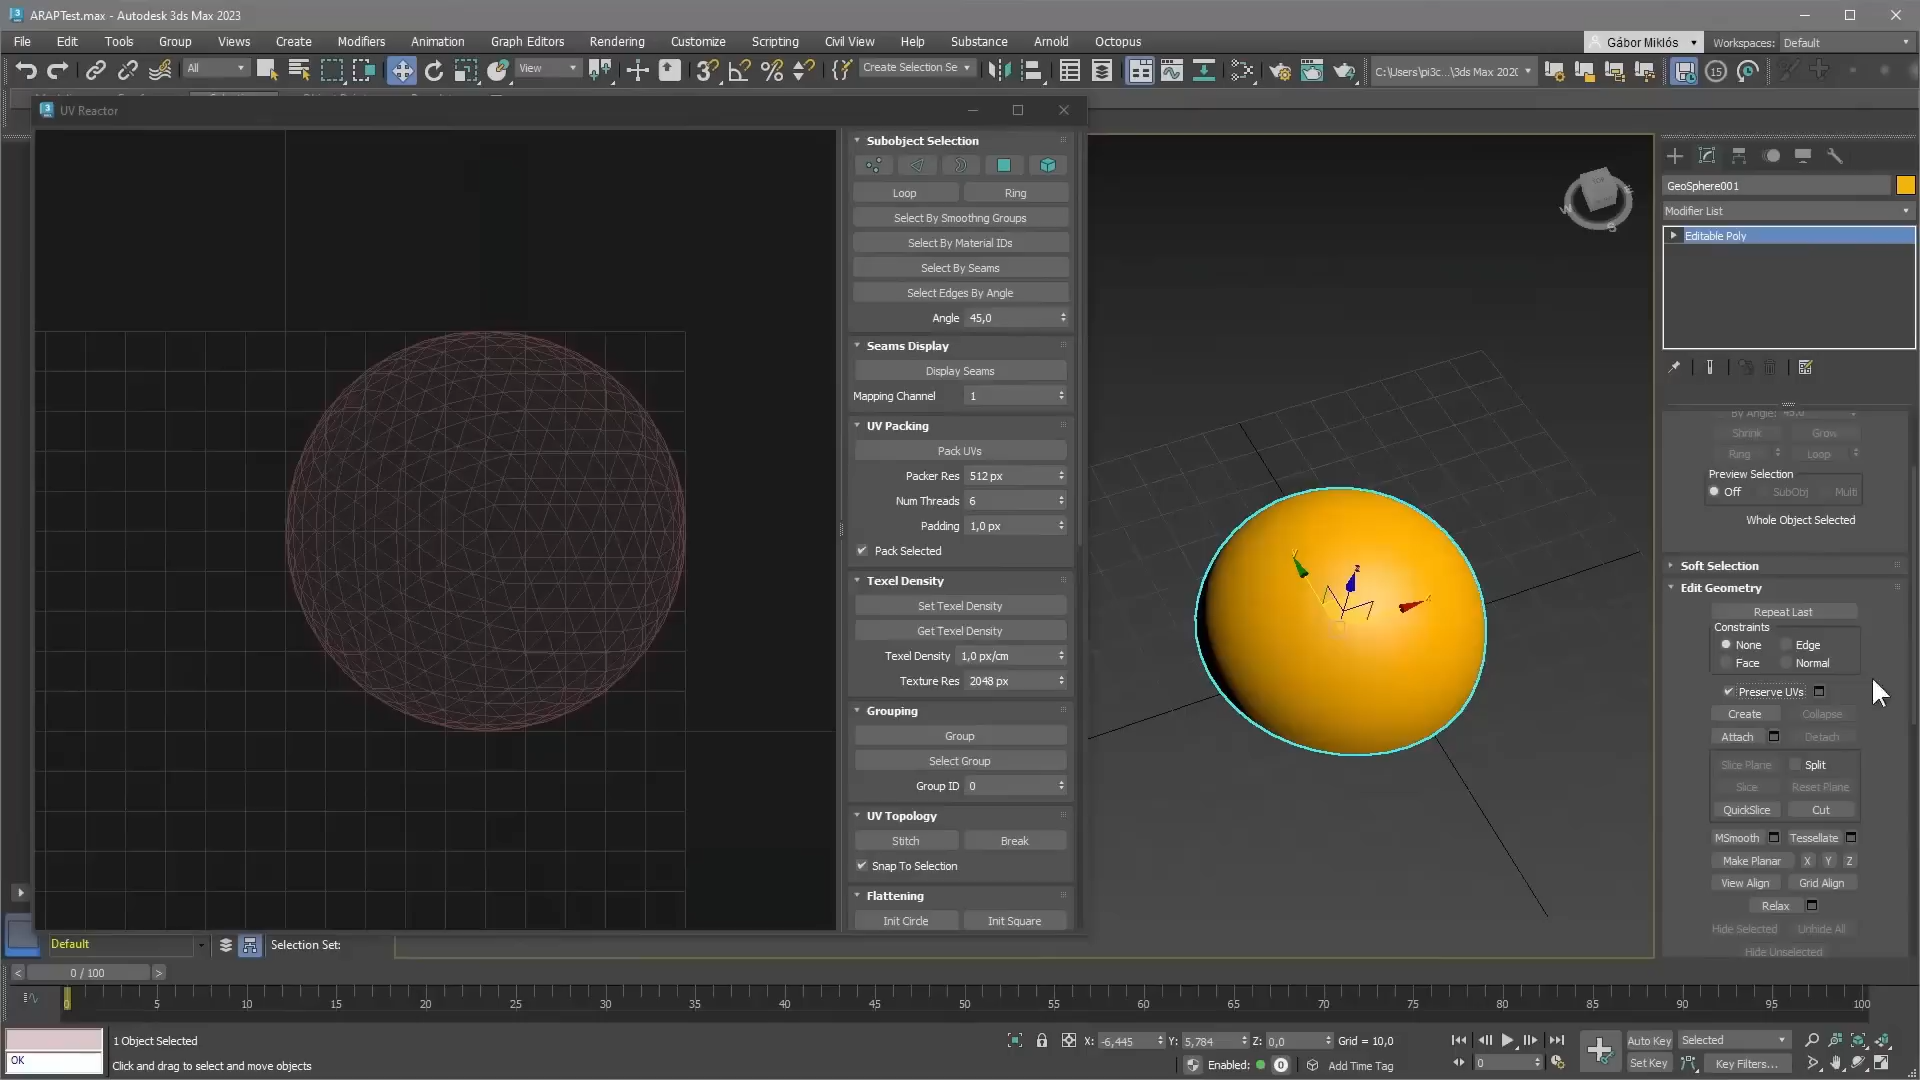 ARAPTest.max - Autodesk 3ds Max 2023
File Edit Tools Group Views Create Modifiers Animation Graph Editors Rendering Customize Scripting Civil View Help Substance Arnold Octopus
Gábor Miklós Workspaces: Default
All View Create Selection Se C:\Users\pi3c...\3ds Max 2020 15
UV Reactor
Subobject Selection
Loop Ring
Select By Smoothng Groups
Select By Material IDs
Select By Seams
Select Edges By Angle
Angle 45,0
Seams Display
Display Seams
Mapping Channel 1
UV Packing
Pack UVs
Packer Res 512 px
Num Threads 6
Padding 1,0 px
Pack Selected
Texel Density
Set Texel Density
Get Texel Density
Texel Density 1,0 px/cm
Texture Res 2048 px
Grouping
Group
Select Group
Group ID 0
UV Topology
Stitch Break
Snap To Selection
Flattening
Init Circle Init Square
W S
GeoSphere001
Modifier List
Editable Poly
By Angle: 45.0
Shrink Grow
Ring Loop
Preview Selection
Off SubObj Multi
Whole Object Selected
Soft Selection
Edit Geometry
Repeat Last
Constraints
None Edge
Face Normal
Preserve UVs
Create Collapse
Attach Detach
Slice Plane Split
Slice Reset Plane
QuickSlice Cut
MSmooth Tessellate
Make Planar X Y Z
View Align Grid Align
Relax
Hide Selected Unhide All
Hide Unselected
Default Selection Set:
< 0 / 100 >
0 5 10 15 20 25 30 35 40 45 50 55 60 65 70 75 80 85 90 95 100
1 Object Selected X: -6,445 Y: 5,784 Z: 0,0 Grid = 10,0 Auto Key Selected
OK Click and drag to select and move objects Enabled: 0 Add Time Tag 0 Set Key Key Filters...